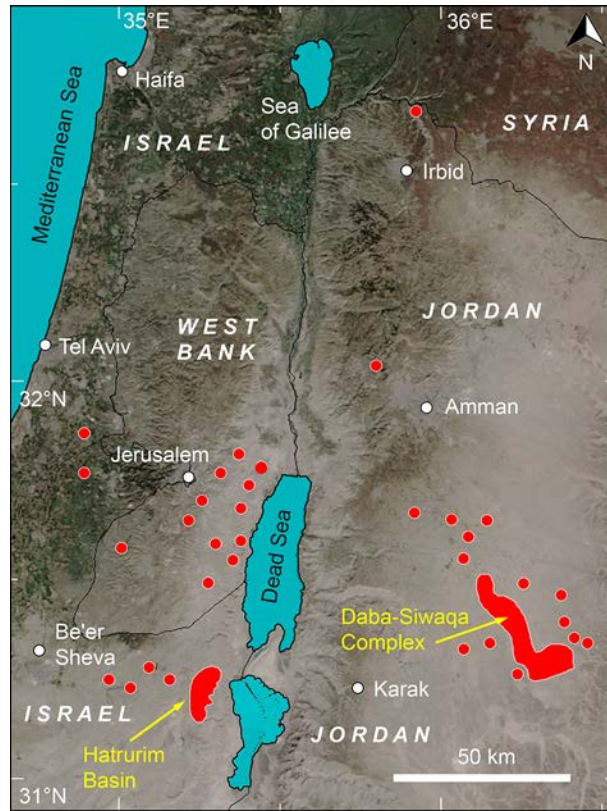 35°E
36°E
N
Haifa
Mediterranean Sea
Sea
of Galilee
SYRIA
ISRAEL
Irbid
JORDAN
WEST
BANK
Tel Aviv
32°N
Amman
Jerusalem
Dead Sea
Daba-Siwaqa
Complex
Be'er
Sheva
Karak
ISRAEL
JORDAN
Hatrurim
Basin
50 km
31°N